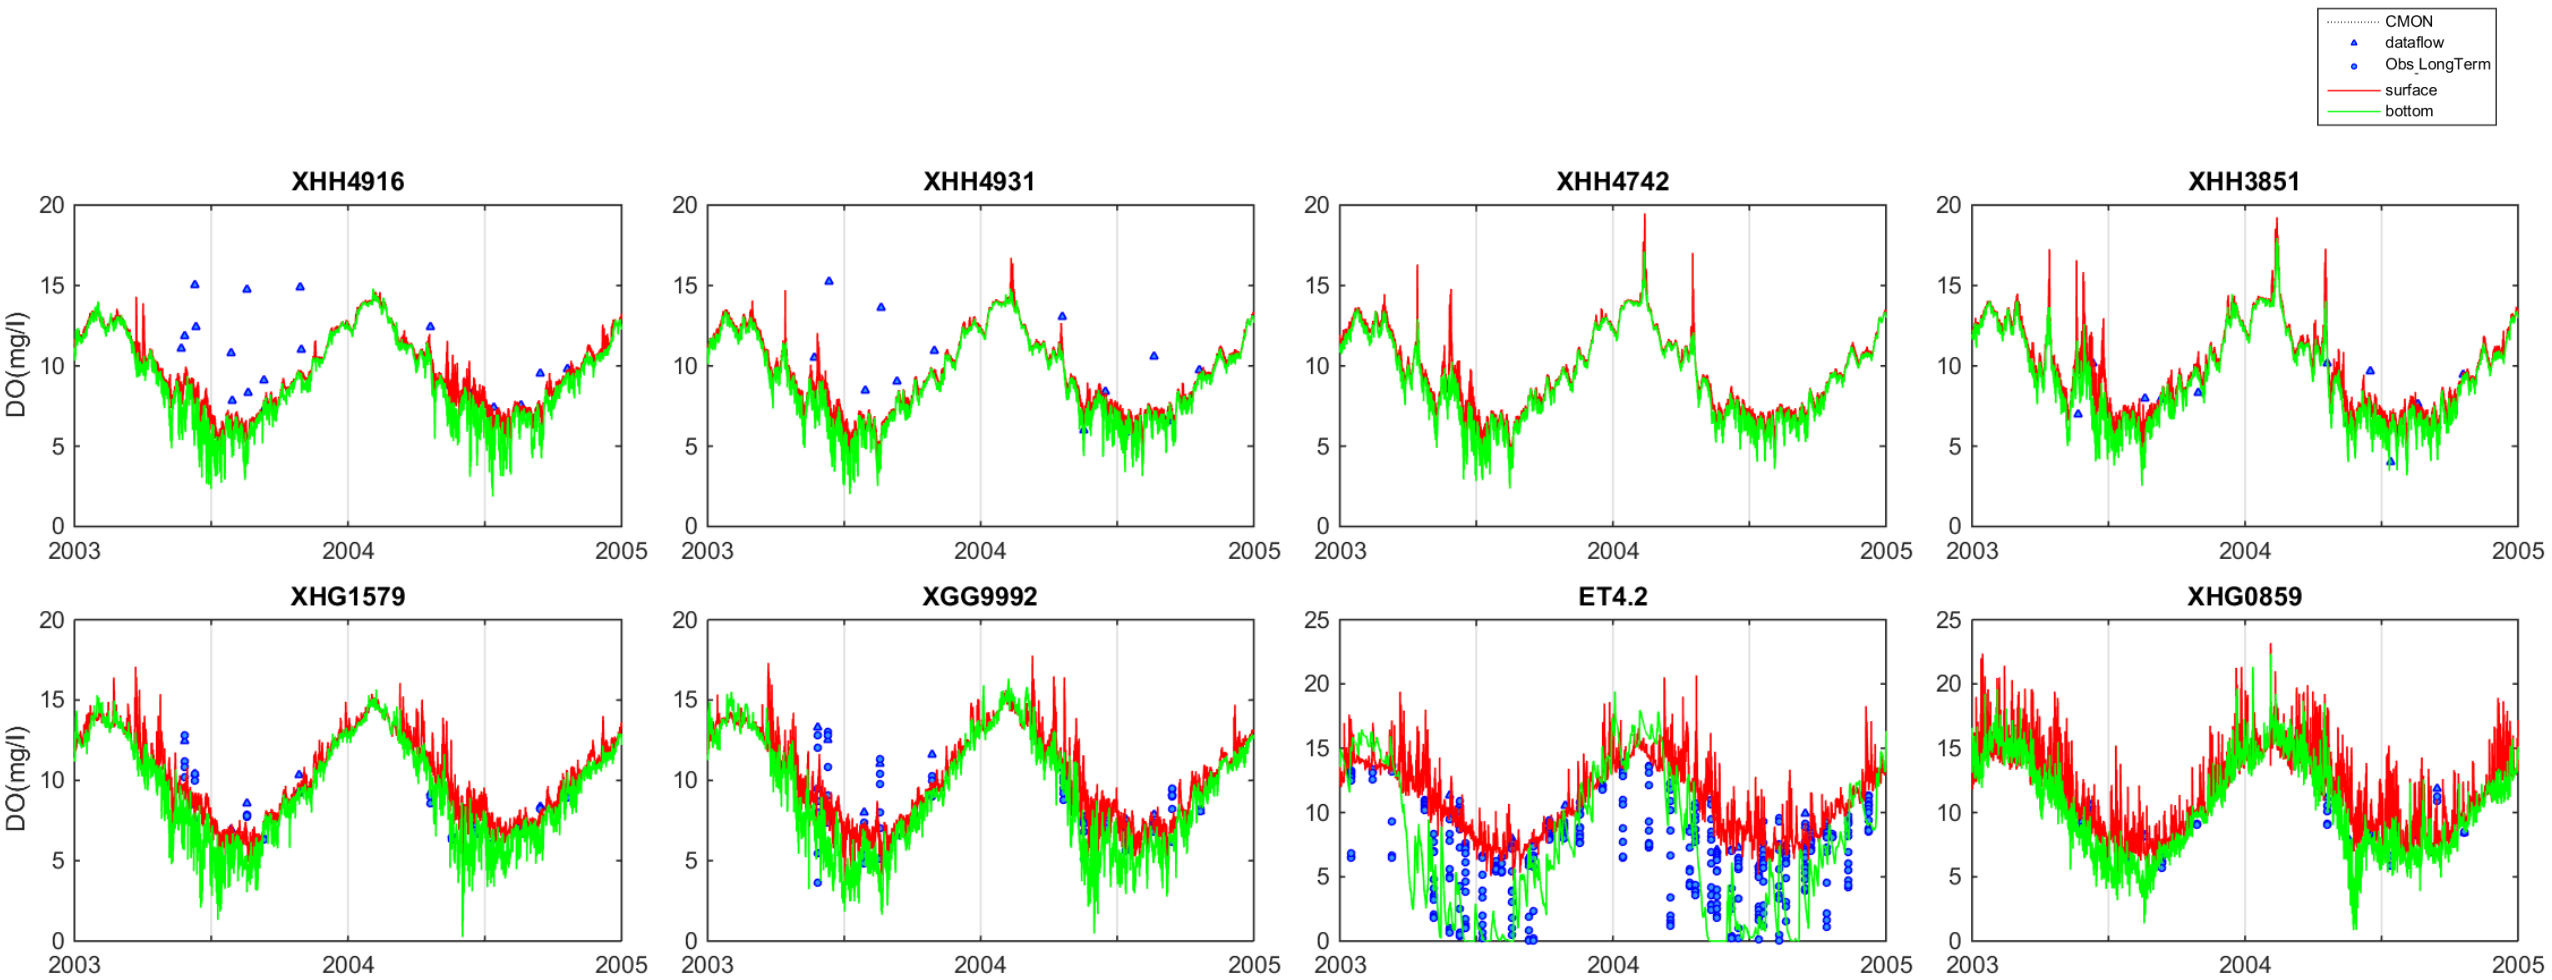 CMON
dataflow
Obs_LongTerm
surface
bottom
XHH4916 XHH4931 XHH4742 XHH3851
DO(mg/l)
20 20 20 20
15 15 15 15
10 10 10 10
5 5 5 5
0 0 0 0
2003 2004 2005 2003 2004 2005 2003 2004 2005 2003 2004 2005
XHG1579 XGG9992 ET4.2 XHG0859
DO(mg/l)
20 20 25 25
15 15 20 20
10 10 15 15
5 5 10 10
0 0 5 5
0 0
2003 2004 2005 2003 2004 2005 2003 2004 2005 2003 2004 2005